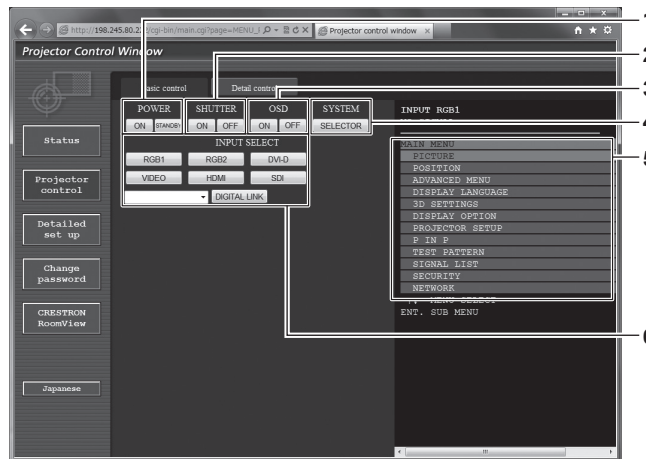 http://198.245.80.2 /cgi-bin/main.cgi?page=MENU_
Projector control window
Projector Control Window
Basic control
Detail control
POWER
SHUTTER
OSD
SYSTEM
ON
STANDBY
ON
OFF
ON
OFF
SELECTOR
INPUT SELECT
RGB1
RGB2
DVI-D
VIDEO
HDMI
SDI
DIGITAL LINK
Status
Projector
control
Detailed
set up
Change
password
CRESTRON
RoomView
Japanese
INPUT RGB1
MAIN MENU
PICTURE
POSITION
ADVANCED MENU
DISPLAY LANGUAGE
3D SETTINGS
DISPLAY OPTION
PROJECTOR SETUP
P IN P
TEST PATTERN
SIGNAL LIST
SECURITY
NETWORK
MENU SELECT
ENT. SUB MENU
1
2
3
4
5
6